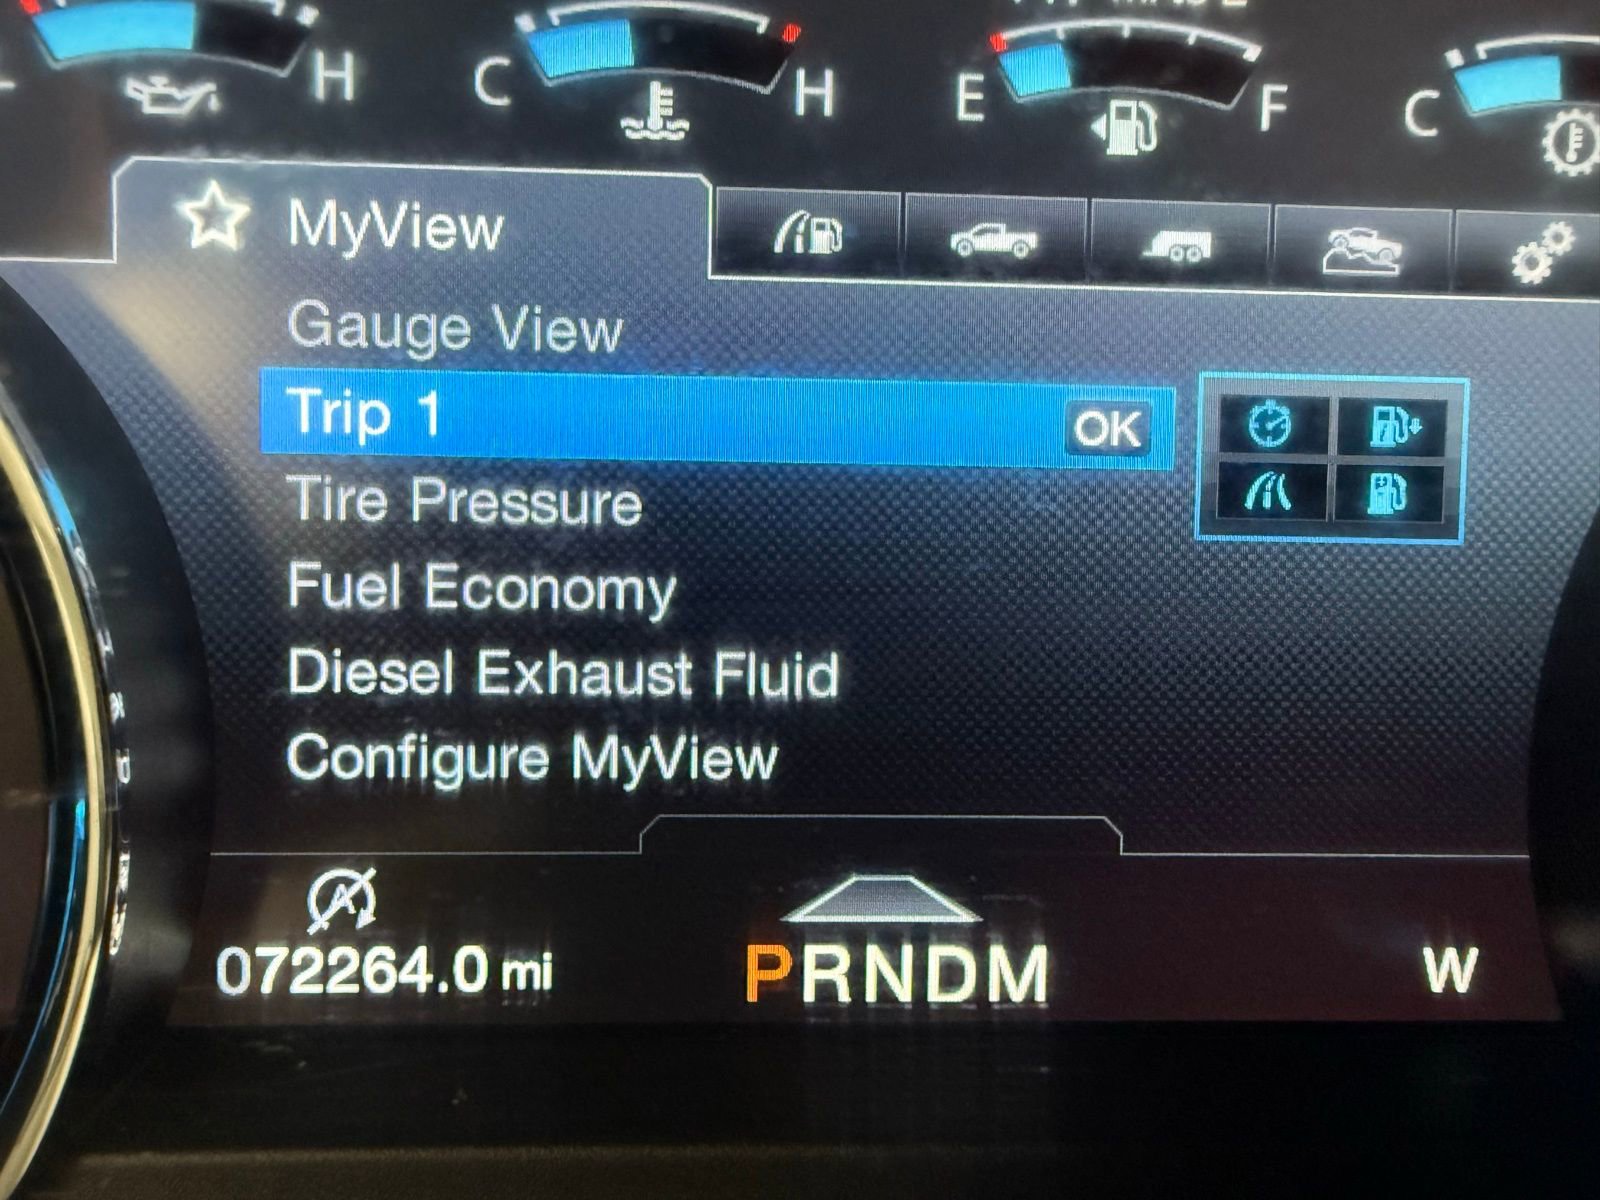 H
C H
E F
C
MyView
Gauge View
Trip 1 OK
Tire Pressure
Fuel Economy
Diesel Exhaust Fluid
Configure MyView
A
072264.0 mi
PRNDM
W